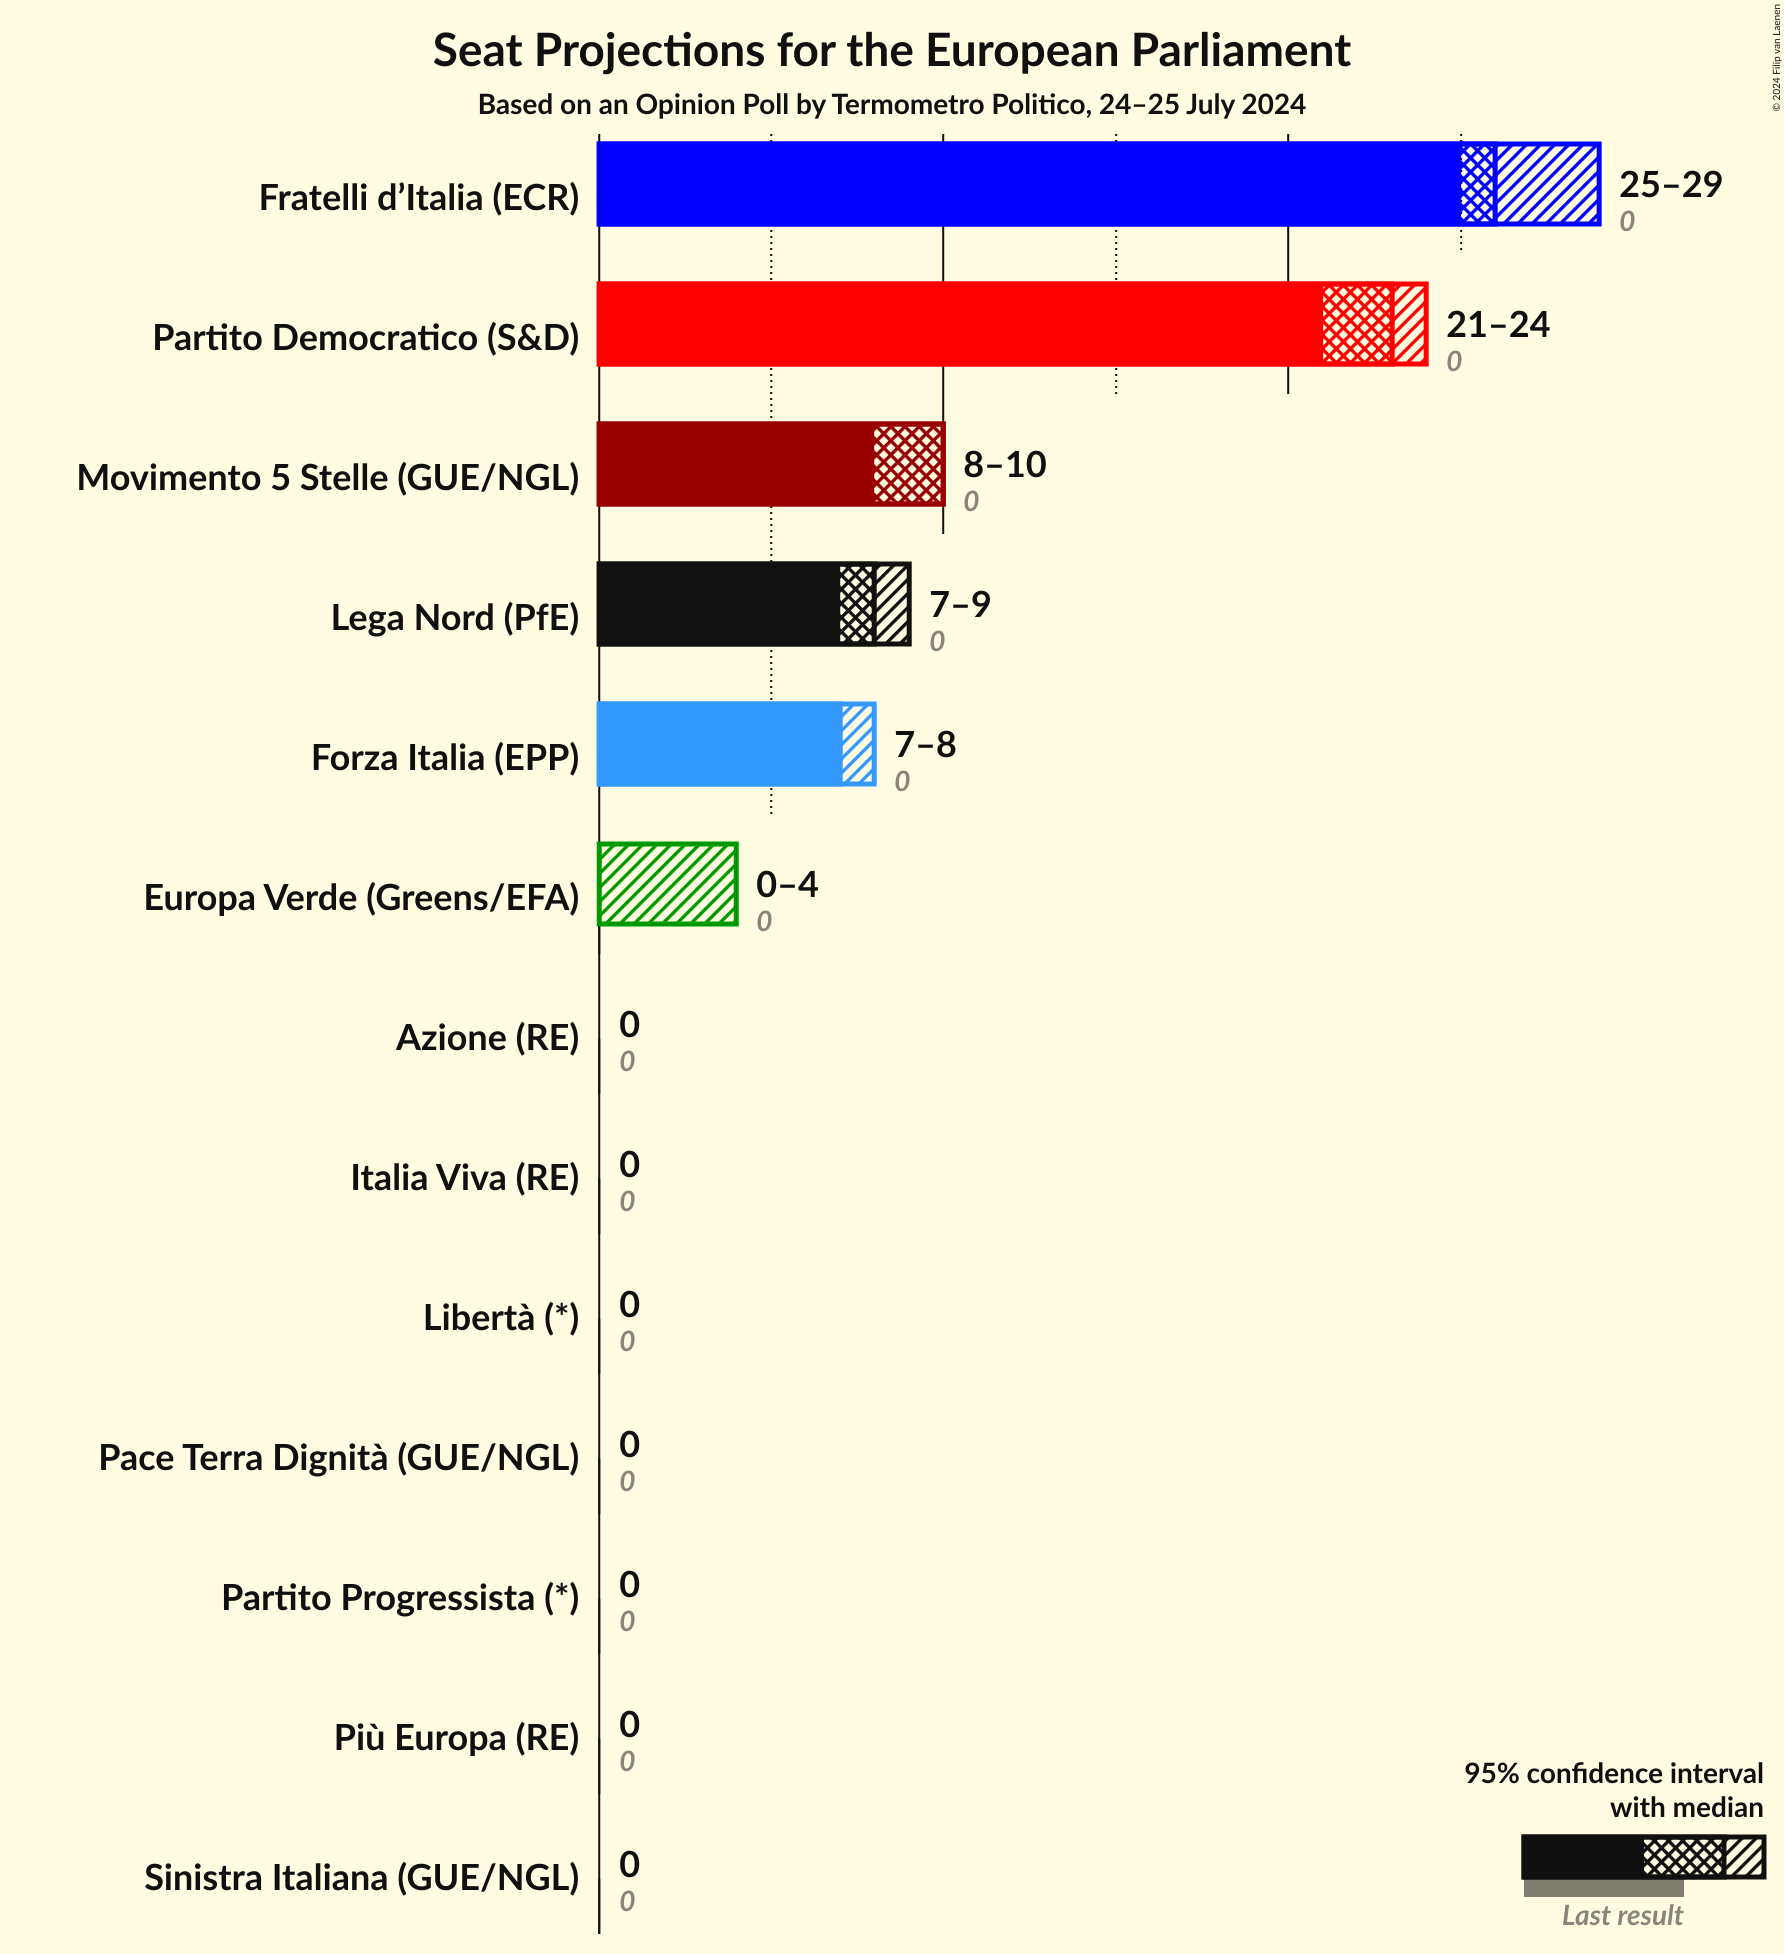 Seat Projections for the European Parliament
Based on an Opinion Poll by Termometro Politico, 24–25 July 2024
© 2024 Filip van Laenen
Fratelli d’Italia (ECR)
25–29
0
Partito Democratico (S&D)
21–24
0
Movimento 5 Stelle (GUE/NGL)
8–10
0
Lega Nord (PfE)
7–9
0
Forza Italia (EPP)
7–8
0
Europa Verde (Greens/EFA)
0–4
0
Azione (RE)
0
0
Italia Viva (RE)
0
0
Libertà (*)
0
0
Pace Terra Dignità (GUE/NGL)
0
0
Partito Progressista (*)
0
0
Più Europa (RE)
0
0
Sinistra Italiana (GUE/NGL)
0
0
95% confidence interval
with median
Last result